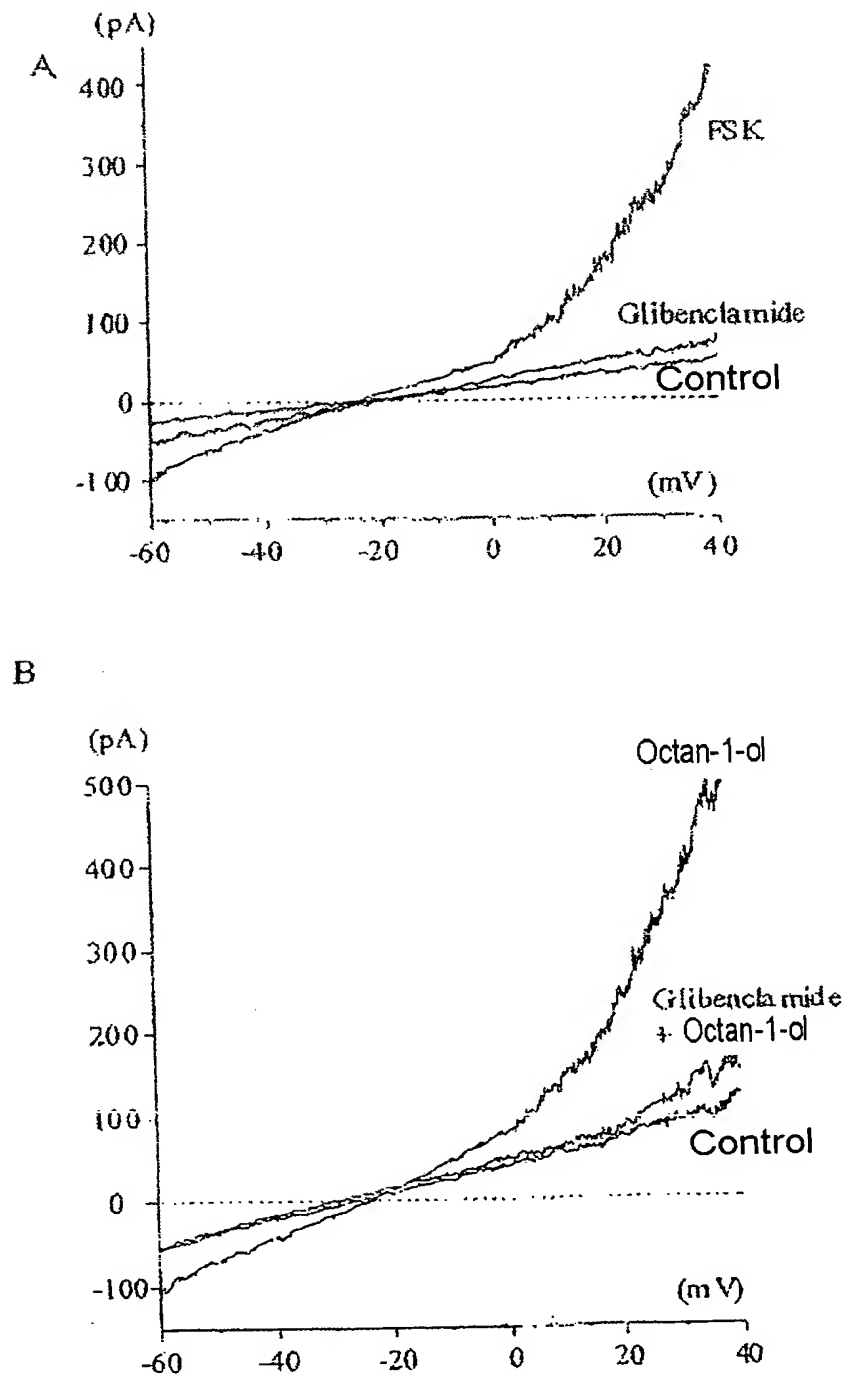 (pA)
A
400
FSK
300
200
100
Glibenclamide
Control
0
-100
(mV)
-60 -40 -20 0 20 40
B
(pA)
Octan-1-ol
500
400
300
Glibenclamide
200
+ Octan-1-ol
100
Control
0
-100
(mV)
-60 -40 -20 0 20 40